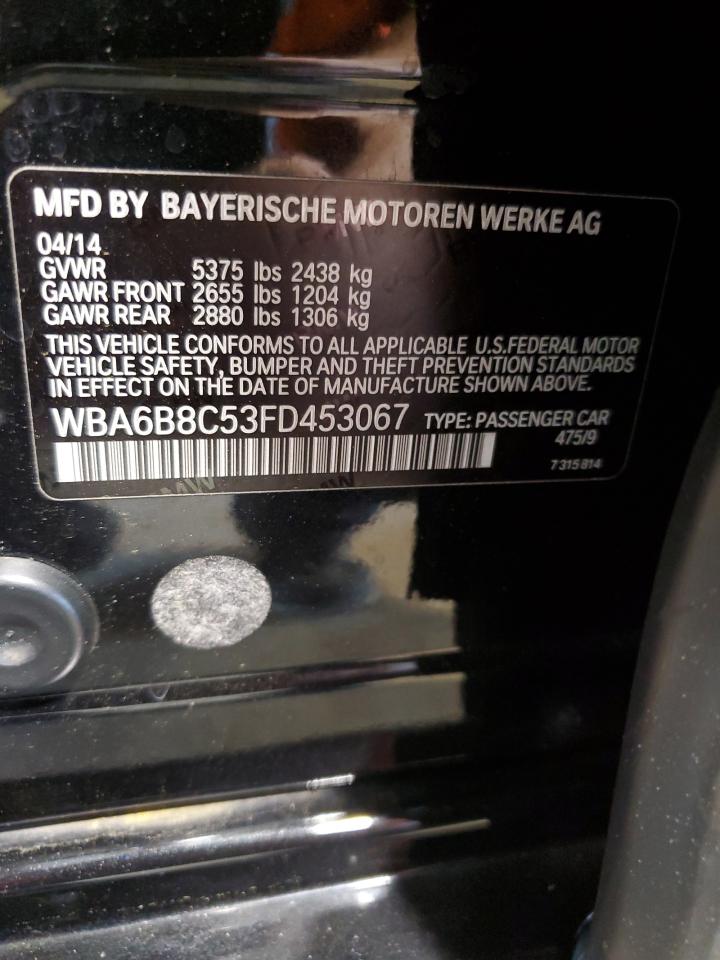 MFD BY BAYERISCHE MOTOREN WERKE AG
04/14
GVWR 5375 lbs 2438 kg
GAWR FRONT 2655 lbs 1204 kg
GAWR REAR 2880 lbs 1306 kg
THIS VEHICLE CONFORMS TO ALL APPLICABLE U.S.FEDERAL MOTOR
VEHICLE SAFETY, BUMPER AND THEFT PREVENTION STANDARDS
IN EFFECT ON THE DATE OF MANUFACTURE SHOWN ABOVE.
WBA6B8C53FD453067 TYPE: PASSENGER CAR
475/9
7315814